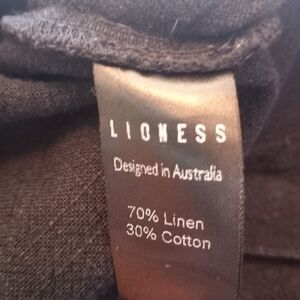 LIONESS
Designed in Australia
70% Linen
30% Cotton